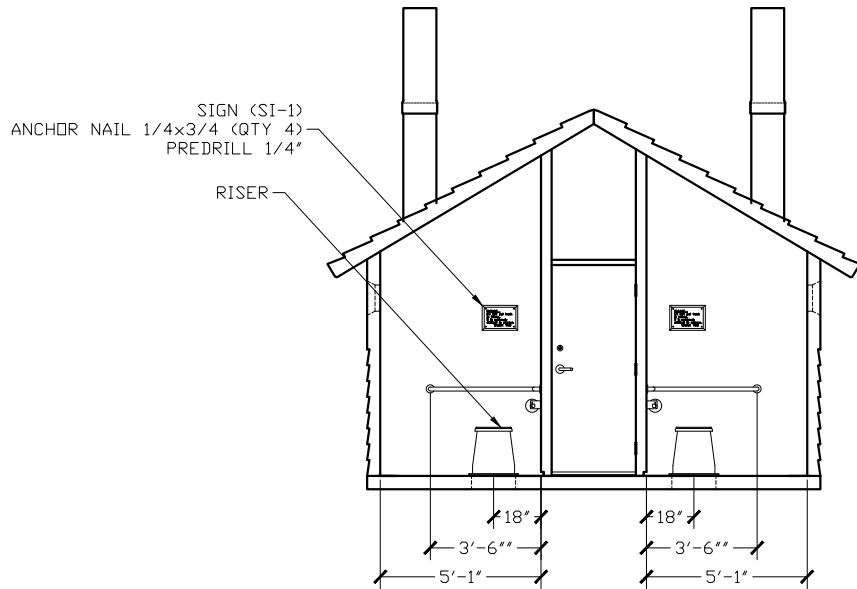 SIGN (SI-1)
ANCHOR NAIL 1/4x3/4 (QTY 4)
PREDRILL 1/4"
RISER
18"
18"
3'-6""
3'-6""
5'-1"
5'-1"